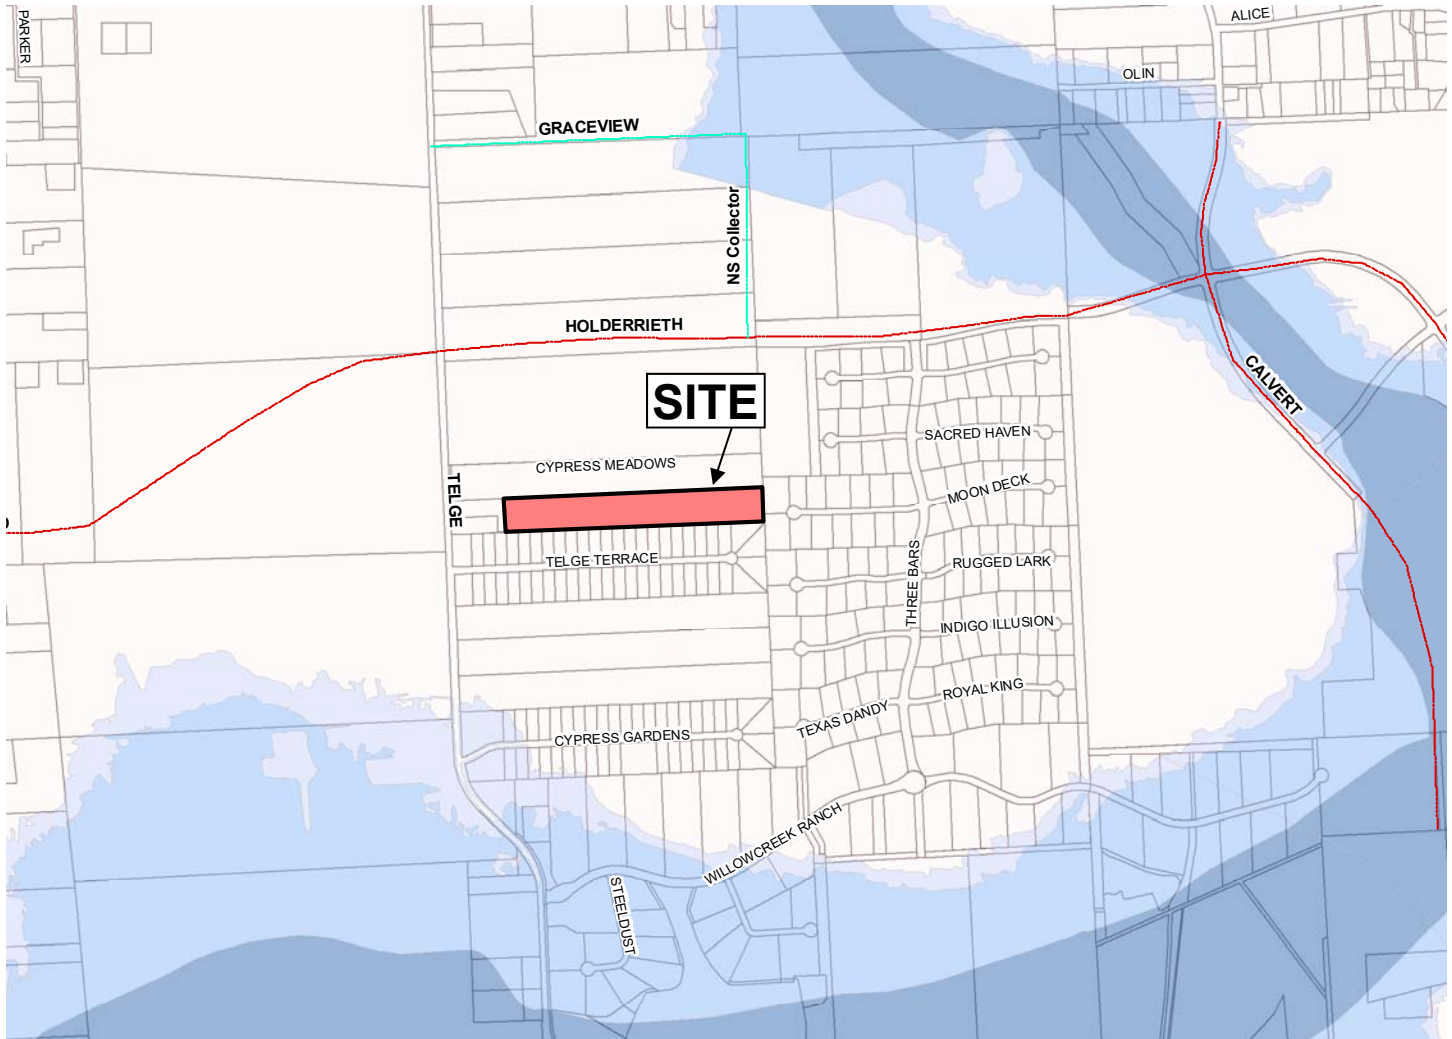 PARKER
ALICE
OLIN
GRACEVIEW
NS Collector
HOLDERRIETH
CALVERT
SITE
SACRED HAVEN
CYPRESS MEADOWS
TELGE
MOON DECK
TELGE TERRACE
THREE BARS
RUGGED LARK
INDIGO ILLUSION
ROYAL KING
TEXAS DANDY
CYPRESS GARDENS
WILLOWCREEK RANCH
STEELDUST